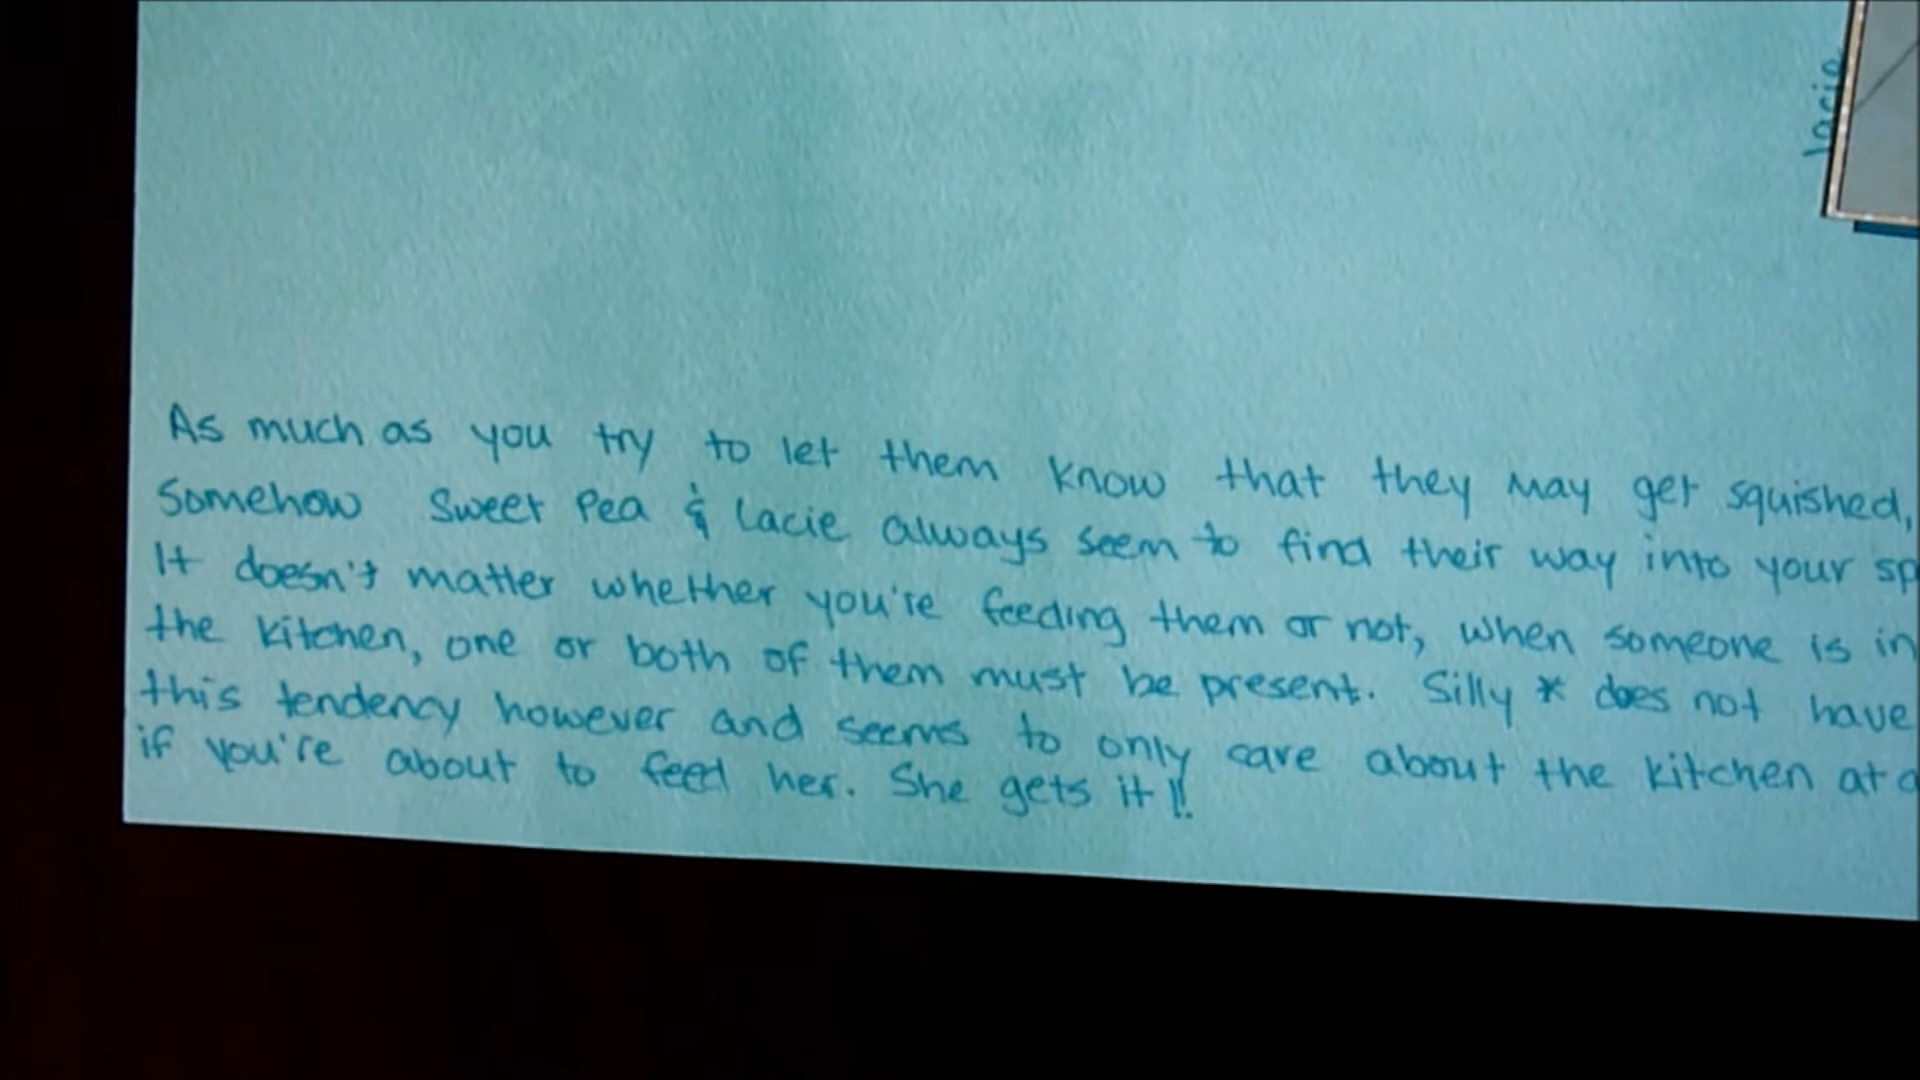 lacie
As much as you try to let them know that they may get squished,
Somehow Sweet Pea & Lacie always seem to find their way into your sp
It doesn't matter whether you're feeding them or not, when someone is in
the kitchen, one or both of them must be present. Silly * does not have
this tendency however and seems to only care about the kitchen at a
if you're about to feed her. She gets it!!